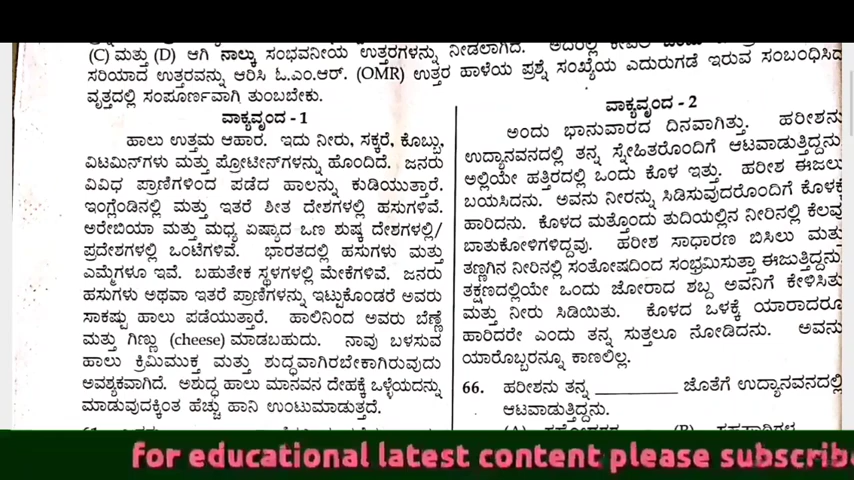 (C) ಮತ್ತು (D) ಆಗಿ ನಾಲ್ಕು ಸಂಭವನೀಯ ಉತ್ತರಗಳನ್ನು ನೀಡಲಾಗಿದೆ. ಅದರಲ್ಲಿ ಕೇವಲ
ಸರಿಯಾದ ಉತ್ತರವನ್ನು ಆರಿಸಿ ಓ.ಎಂ.ಆರ್. (OMR) ಉತ್ತರ ಹಾಳೆಯ ಪ್ರಶ್ನೆ ಸಂಖ್ಯೆಯ ಎದುರುಗಡೆ ಇರುವ ಸಂಬಂಧಿಸಿದ
ವೃತ್ತದಲ್ಲಿ ಸಂಪೂರ್ಣವಾಗಿ ತುಂಬಬೇಕು.
ವಾಕ್ಯವೃಂದ - 1
ಹಾಲು ಉತ್ತಮ ಆಹಾರ. ಇದು ನೀರು, ಸಕ್ಕರೆ, ಕೊಬ್ಬು,
ವಿಟಮಿನ್‌ಗಳು ಮತ್ತು ಪ್ರೋಟೀನ್‌ಗಳನ್ನು ಹೊಂದಿದೆ. ಜನರು
ವಿವಿಧ ಪ್ರಾಣಿಗಳಿಂದ ಪಡೆದ ಹಾಲನ್ನು ಕುಡಿಯುತ್ತಾರೆ.
ಇಂಗ್ಲೆಂಡಿನಲ್ಲಿ ಮತ್ತು ಇತರೆ ಶೀತ ದೇಶಗಳಲ್ಲಿ ಹಸುಗಳಿವೆ.
ಅರೇಬಿಯಾ ಮತ್ತು ಮಧ್ಯ ಏಷ್ಯಾದ ಒಣ ಶುಷ್ಕ ದೇಶಗಳಲ್ಲಿ/
ಪ್ರದೇಶಗಳಲ್ಲಿ ಒಂಟೆಗಳಿವೆ. ಭಾರತದಲ್ಲಿ ಹಸುಗಳು ಮತ್ತು
ಎಮ್ಮೆಗಳೂ ಇವೆ. ಬಹುತೇಕ ಸ್ಥಳಗಳಲ್ಲಿ ಮೇಕೆಗಳಿವೆ. ಜನರು
ಹಸುಗಳು ಅಥವಾ ಇತರೆ ಪ್ರಾಣಿಗಳನ್ನು ಇಟ್ಟುಕೊಂಡರೆ ಅವರು
ಸಾಕಷ್ಟು ಹಾಲು ಪಡೆಯುತ್ತಾರೆ. ಹಾಲಿನಿಂದ ಅವರು ಬೆಣ್ಣೆ
ಮತ್ತು ಗಿಣ್ಣು (cheese) ಮಾಡಬಹುದು. ನಾವು ಬಳಸುವ
ಹಾಲು ಕ್ರಿಮಿಮುಕ್ತ ಮತ್ತು ಶುದ್ಧವಾಗಿರಬೇಕಾಗಿರುವುದು
ಅವಶ್ಯಕವಾಗಿದೆ. ಅಶುದ್ಧ ಹಾಲು ಮಾನವನ ದೇಹಕ್ಕೆ ಒಳ್ಳೆಯದನ್ನು
ಮಾಡುವುದಕ್ಕಿಂತ ಹೆಚ್ಚು ಹಾನಿ ಉಂಟುಮಾಡುತ್ತದೆ.
ವಾಕ್ಯವೃಂದ - 2
ಅಂದು ಭಾನುವಾರದ ದಿನವಾಗಿತ್ತು. ಹರೀಶನು
ಉದ್ಯಾನವನದಲ್ಲಿ ತನ್ನ ಸ್ನೇಹಿತರೊಂದಿಗೆ ಆಟವಾಡುತ್ತಿದ್ದನು.
ಅಲ್ಲಿಯೇ ಹತ್ತಿರದಲ್ಲಿ ಒಂದು ಕೊಳ ಇತ್ತು. ಹರೀಶ ಈಜಲು
ಬಯಸಿದನು. ಅವನು ನೀರನ್ನು ಸಿಡಿಸುವುದರೊಂದಿಗೆ ಕೊಳಕ್ಕೆ
ಹಾರಿದನು. ಕೊಳದ ಮತ್ತೊಂದು ತುದಿಯಲ್ಲಿನ ನೀರಿನಲ್ಲಿ ಕೆಲವು
ಬಾತುಕೋಳಿಗಳಿದ್ದವು. ಹರೀಶ ಸಾಧಾರಣ ಬಿಸಿಲು ಮತ್ತು
ತಣ್ಣಗಿನ ನೀರಿನಲ್ಲಿ ಸಂತೋಷದಿಂದ ಸಂಭ್ರಮಿಸುತ್ತಾ ಈಜುತ್ತಿದ್ದನು.
ತಕ್ಷಣದಲ್ಲಿಯೇ ಒಂದು ಜೋರಾದ ಶಬ್ದ ಅವನಿಗೆ ಕೇಳಿಸಿತು
ಮತ್ತು ನೀರು ಸಿಡಿಯಿತು. ಕೊಳದ ಒಳಕ್ಕೆ ಯಾರಾದರೂ
ಹಾರಿದರೇ ಎಂದು ತನ್ನ ಸುತ್ತಲೂ ನೋಡಿದನು. ಅವನು
ಯಾರೊಬ್ಬರನ್ನೂ ಕಾಣಲಿಲ್ಲ.
66. ಹರೀಶನು ತನ್ನ __________ ಜೊತೆಗೆ ಉದ್ಯಾನವನದಲ್ಲಿ
ಆಟವಾಡುತ್ತಿದ್ದನು.
for educational latest content please subscribe